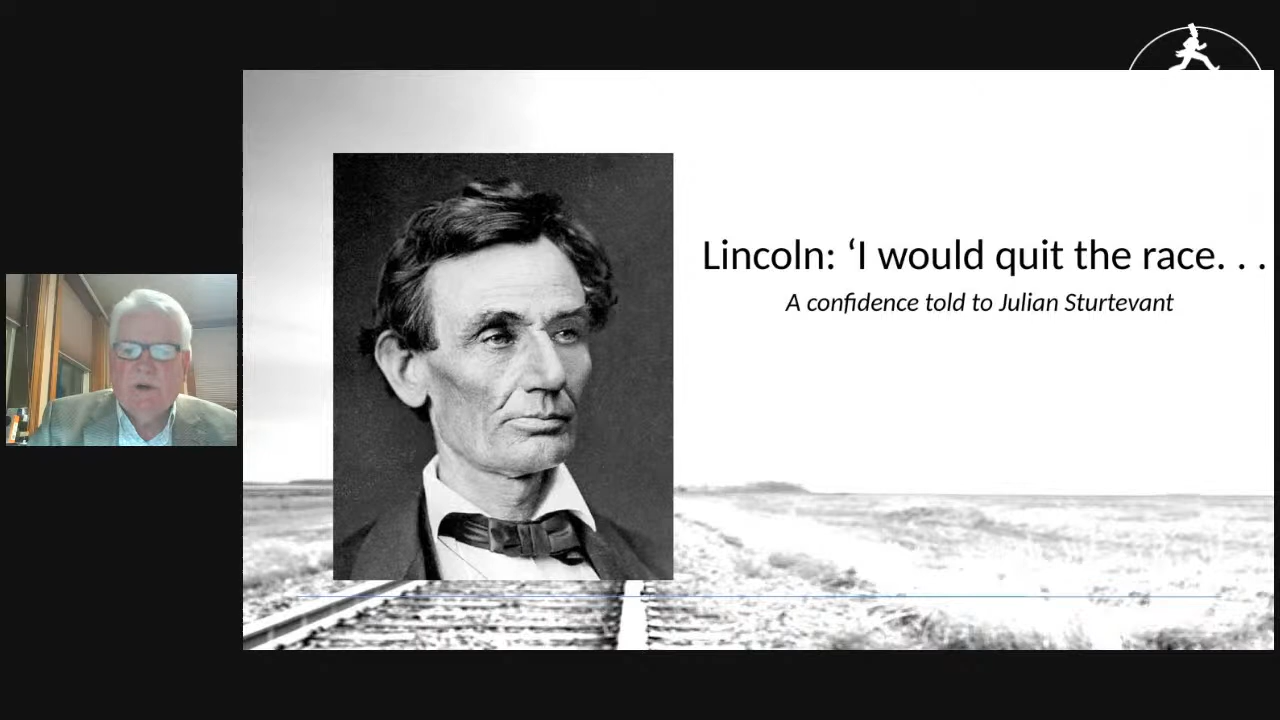 Lincoln: ‘I would quit the race. . .
A confidence told to Julian Sturtevant